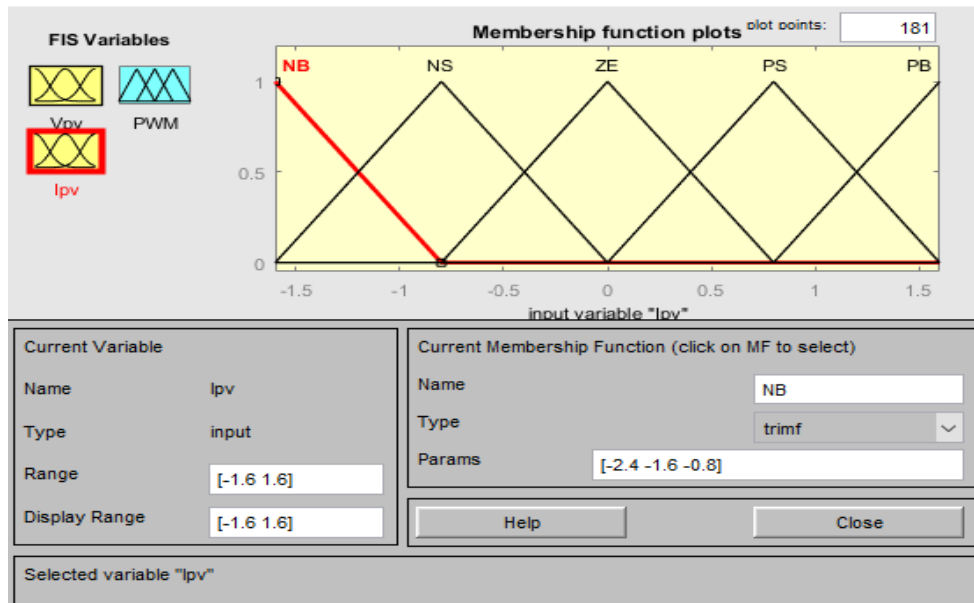 FIS Variables
Vpv
PWM
Ipv
Membership function plots
plot points:
181
NB
NS
ZE
PS
PB
1
0.5
0
-1.5
-1
-0.5
0
0.5
1
1.5
input variable "Ipv"
Current Variable
Name
Ipv
Type
input
Range
[-1.6 1.6]
Display Range
[-1.6 1.6]
Current Membership Function (click on MF to select)
Name
NB
Type
trimf
Params
[-2.4 -1.6 -0.8]
Help
Close
Selected variable "Ipv"